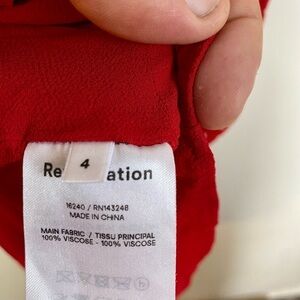 4
Re ation
16240 / RN143248
MADE IN CHINA
MAIN FABRIC / TISSU PRINCIPAL
100% VISCOSE - 100% VISCOSE